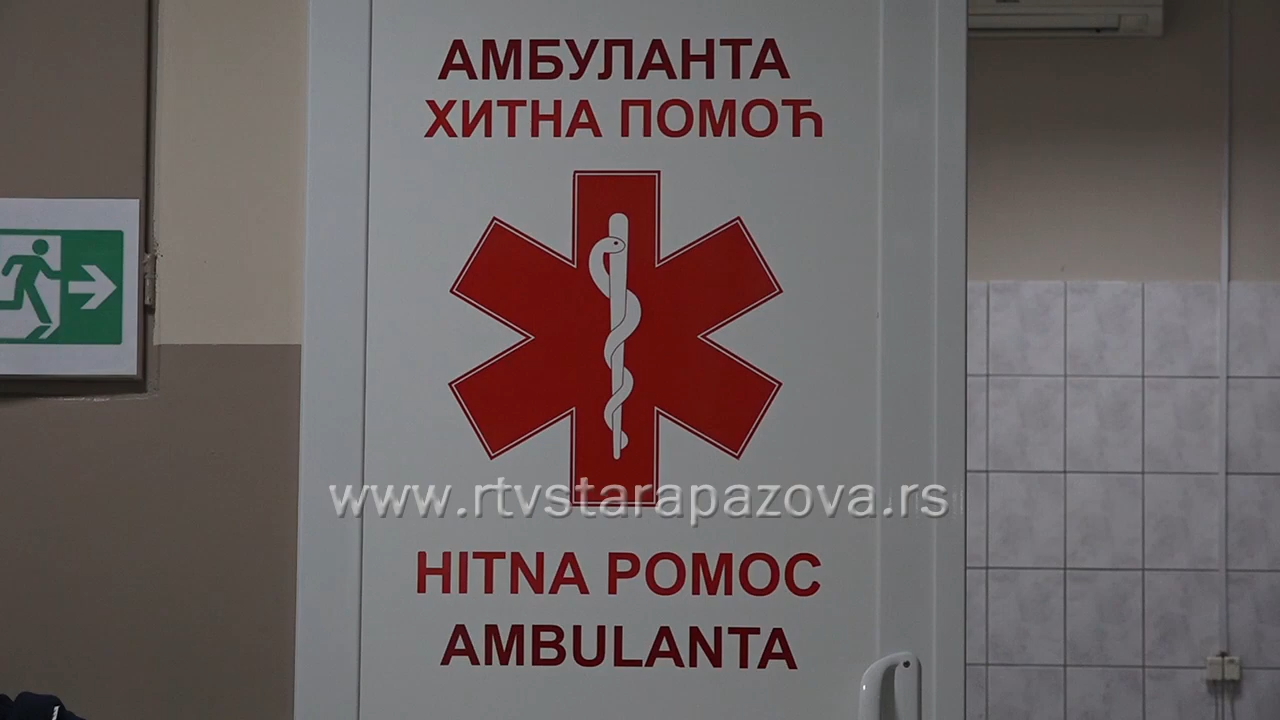 АМБУЛАНТА
ХИТНА ПОМОЋ
www.rtvstarapazova.rs
HITNA POMOC
AMBULANTA